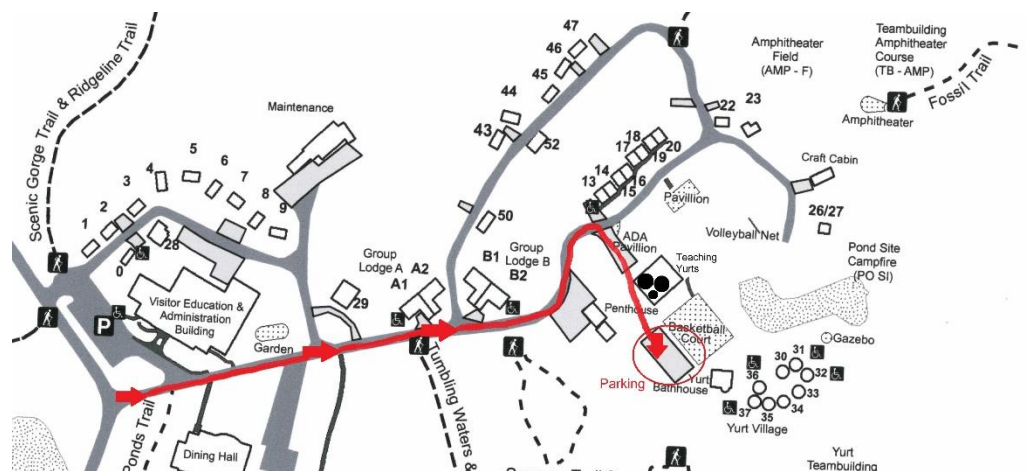 Scenic Gorge Trail & Ridgeline Trail
Maintenance
47
46
45
44
43
52
50
Amphitheater
Field
(AMP - F)
Teambuilding
Amphitheater
Course
(TB - AMP)
Fossil Trail
Amphitheater
22
23
Craft Cabin
26/27
Volleyball Net
Pavillion
18
17
20
19
14
16
13
15
5
4
6
3
7
2
8
1
9
28
0
P
Visitor Education &
Administration
Building
Garden
29
Group
Lodge A
A2
A1
B1
B2
Group
Lodge B
ADA
Pavillion
Teaching
Yurts
Penthouse
Basketball
Court
Parking
Yurt
Bathhouse
Pond Site
Campfire
(PO SI)
Gazebo
30
31
32
33
34
35
36
37
Yurt Village
Yurt
Teambuilding
Ponds Trail
Dining Hall
Tumbling Waters &